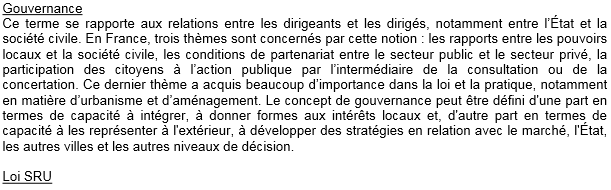 Gouvernance
Ce terme se rapporte aux relations entre les dirigeants et les dirigés, notamment entre l'État et la
société civile. En France, trois thèmes sont concernés par cette notion : les rapports entre les pouvoirs
locaux et la société civile, les conditions de partenariat entre le secteur public et le secteur privé, la
participation des citoyens à l'action publique par l'intermédiaire de la consultation ou de la
concertation. Ce dernier thème a acquis beaucoup d'importance dans la loi et la pratique, notamment
en matière d'urbanisme et d'aménagement. Le concept de gouvernance peut être défini d'une part en
termes de capacité à intégrer, à donner formes aux intérêts locaux et, d'autre part en termes de
capacité à les représenter à l'extérieur, à développer des stratégies en relation avec le marché, l'État,
les autres villes et les autres niveaux de décision.
Loi SRU